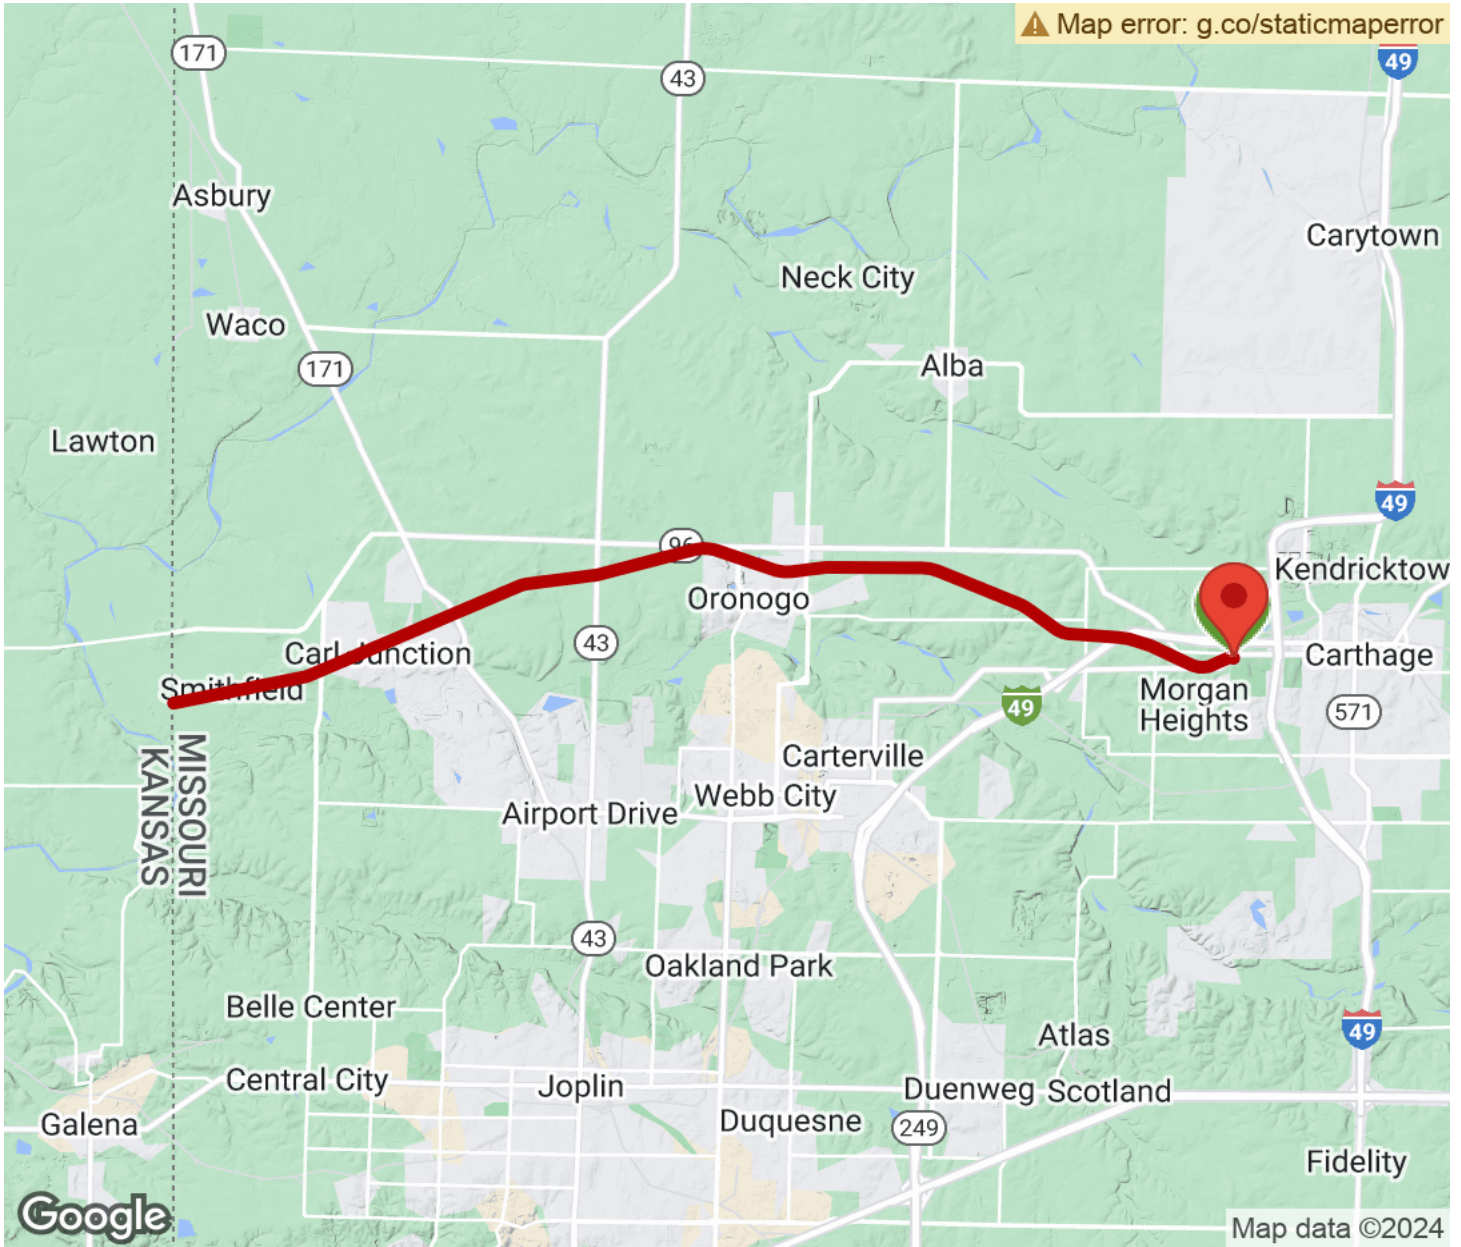 Map error: g.co/staticmaperror
171
43
49
Asbury
Carytown
Neck City
Waco
171
Alba
Lawton
49
96
Kendricktow
Oronogo
43
Carl Junction
Carthage
Smithfield
Morgan
Heights
49
571
MISSOURI
KANSAS
Carterville
Webb City
Airport Drive
43
Oakland Park
Belle Center
49
Atlas
Central City
Joplin
Duenweg
Scotland
Galena
Duquesne
249
Fidelity
Google
Map data ©2024